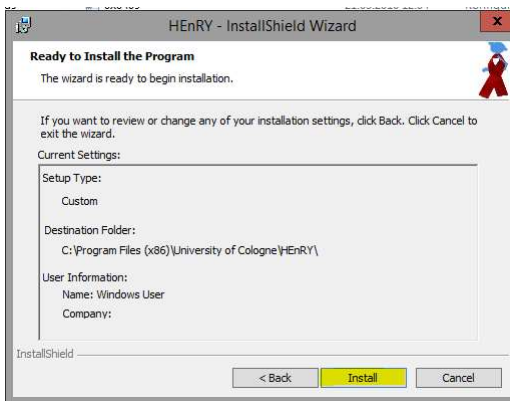 HEnRY - InstallShield Wizard
x
Ready to Install the Program
The wizard is ready to begin installation.
If you want to review or change any of your installation settings, click Back. Click Cancel to
exit the wizard.
Current Settings:
Setup Type:
Custom
Destination Folder:
C:\Program Files (x86)\University of Cologne\HEnRY\
User Information:
Name: Windows User
Company:
InstallShield
< Back Install Cancel